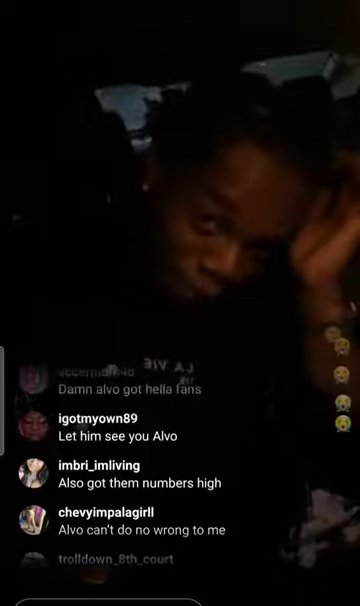 Damn alvo got hella fans
igotmyown89
Let him see you Alvo
imbri_imliving
Also got them numbers high
chevyimpalagirll
Alvo can't do no wrong to me
trolldown_8th_court